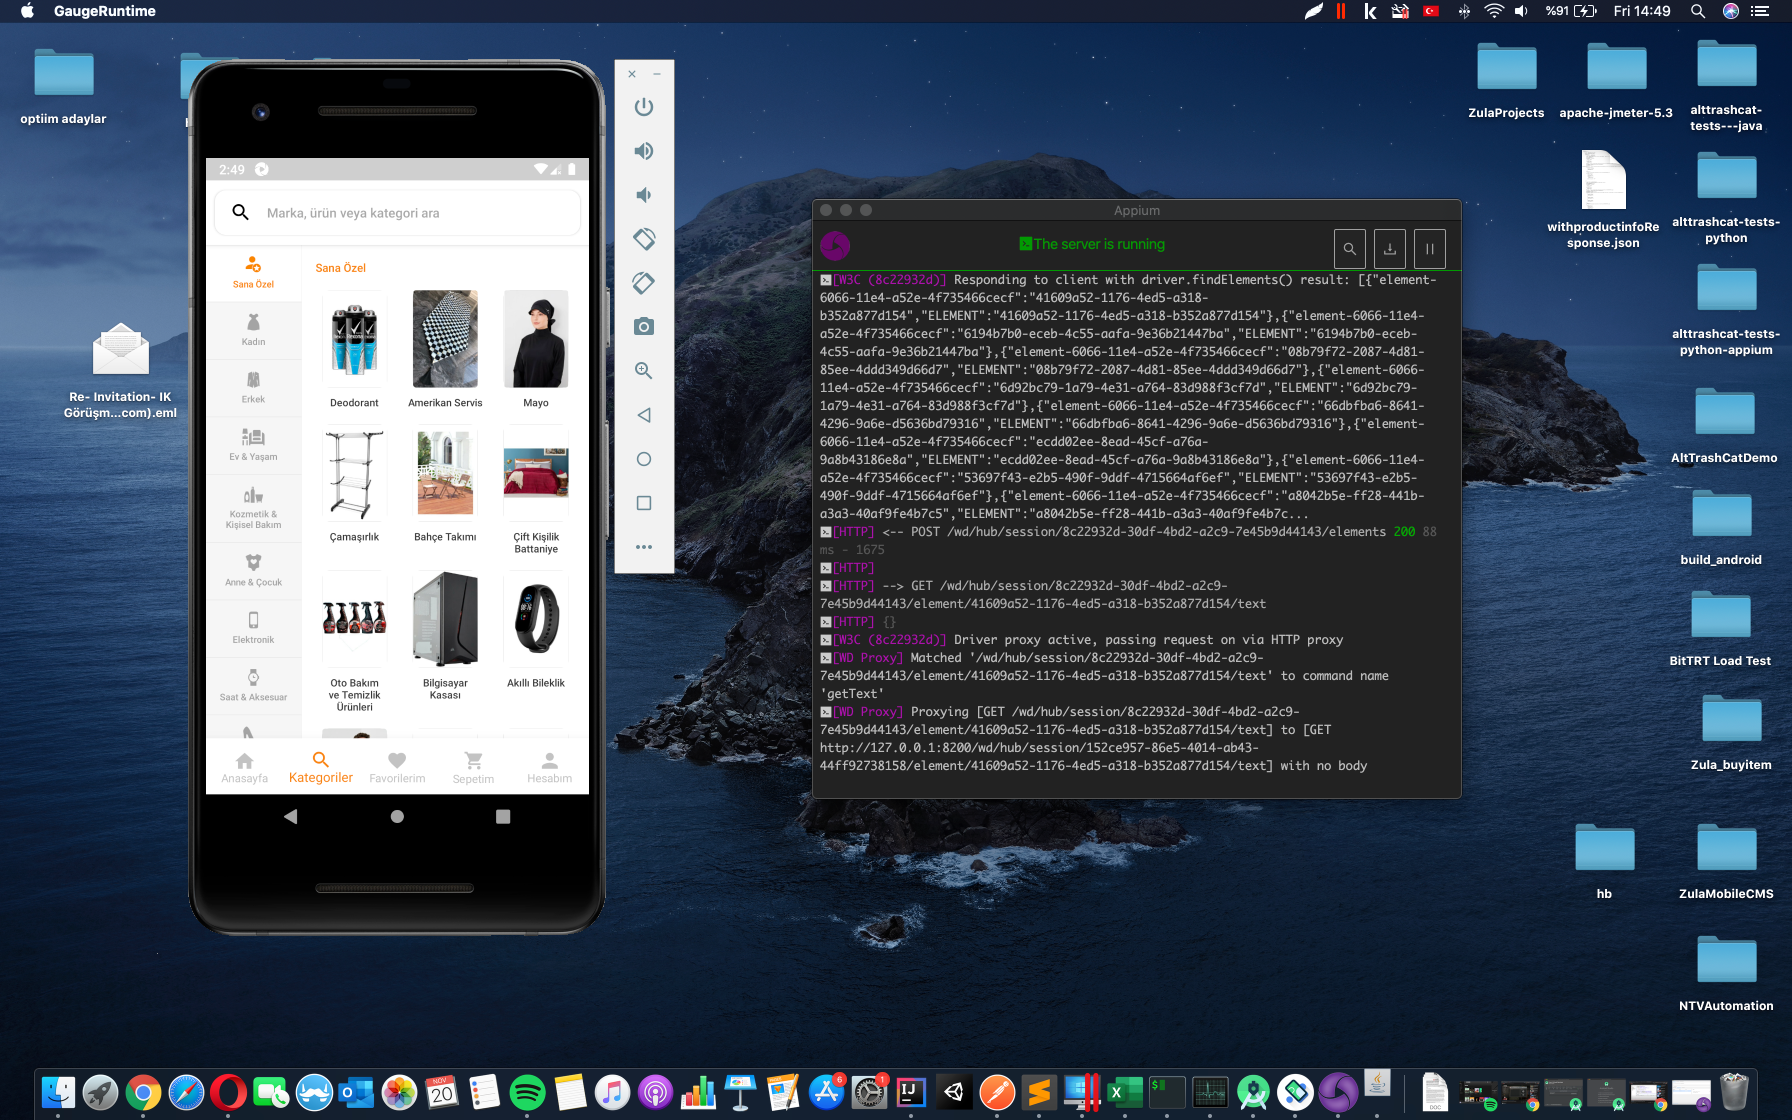 GaugeRuntime
%91
Fri 14:49
optiim adaylar
Re- Invitation- IK
Görüşm...com).eml
2:49
Marka, ürün veya kategori ara
Sana Özel
Kadın
Erkek
Ev & Yaşam
Kozmetik &
Kişisel Bakım
Anne & Çocuk
Elektronik
Saat & Aksesuar
Sana Özel
Deodorant
Amerikan Servis
Mayo
Çamaşırlık
Bahçe Takımı
Çift Kişilik
Battaniye
Oto Bakım
ve Temizlik
Ürünleri
Bilgisayar
Kasası
Akıllı Bileklik
Anasayfa
Kategoriler
Favorilerim
Sepetim
Hesabım
Appium
The server is running
[W3C (8c22932d)] Responding to client with driver.findElements() result: [{"element-
6066-11e4-a52e-4f735466cecf":"41609a52-1176-4ed5-a318-
b352a877d154","ELEMENT":"41609a52-1176-4ed5-a318-b352a877d154"},{"element-6066-11e4-
a52e-4f735466cecf":"6194b7b0-eceb-4c55-aafa-9e36b21447ba","ELEMENT":"6194b7b0-eceb-
4c55-aafa-9e36b21447ba"},{"element-6066-11e4-a52e-4f735466cecf":"08b79f72-2087-4d81-
85ee-4ddd349d66d7","ELEMENT":"08b79f72-2087-4d81-85ee-4ddd349d66d7"},{"element-6066-
11e4-a52e-4f735466cecf":"6d92bc79-1a79-4e31-a764-83d988f3cf7d","ELEMENT":"6d92bc79-
1a79-4e31-a764-83d988f3cf7d"},{"element-6066-11e4-a52e-4f735466cecf":"66dbfba6-8641-
4296-9a6e-d5636bd79316","ELEMENT":"66dbfba6-8641-4296-9a6e-d5636bd79316"},{"element-
6066-11e4-a52e-4f735466cecf":"ecdd02ee-8ead-45cf-a76a-
9a8b43186e8a","ELEMENT":"ecdd02ee-8ead-45cf-a76a-9a8b43186e8a"},{"element-6066-11e4-
a52e-4f735466cecf":"53697f43-e2b5-490f-9ddf-4715664af6ef","ELEMENT":"53697f43-e2b5-
490f-9ddf-4715664af6ef"},{"element-6066-11e4-a52e-4f735466cecf":"a8042b5e-ff28-441b-
a3a3-40af9fe4b7c5","ELEMENT":"a8042b5e-ff28-441b-a3a3-40af9fe4b7c...
[HTTP] <-- POST /wd/hub/session/8c22932d-30df-4bd2-a2c9-7e45b9d44143/elements 200 88
ms - 1675
[HTTP]
[HTTP] --> GET /wd/hub/session/8c22932d-30df-4bd2-a2c9-
7e45b9d44143/element/41609a52-1176-4ed5-a318-b352a877d154/text
[HTTP] {}
[W3C (8c22932d)] Driver proxy active, passing request on via HTTP proxy
[WD Proxy] Matched '/wd/hub/session/8c22932d-30df-4bd2-a2c9-
7e45b9d44143/element/41609a52-1176-4ed5-a318-b352a877d154/text' to command name
'getText'
[WD Proxy] Proxying [GET /wd/hub/session/8c22932d-30df-4bd2-a2c9-
7e45b9d44143/element/41609a52-1176-4ed5-a318-b352a877d154/text] to [GET
http://127.0.0.1:8200/wd/hub/session/152ce957-86e5-4014-ab43-
44ff92738158/element/41609a52-1176-4ed5-a318-b352a877d154/text] with no body
ZulaProjects
apache-jmeter-5.3
alttrashcat-
tests---java
withproductinfoRe
sponse.json
alttrashcat-tests-
python
alttrashcat-tests-
python-appium
AltTrashCatDemo
build_android
BitTRT Load Test
Zula_buyitem
hb
ZulaMobileCMS
NTVAutomation
NOV
20
6
1
IJ
DOC